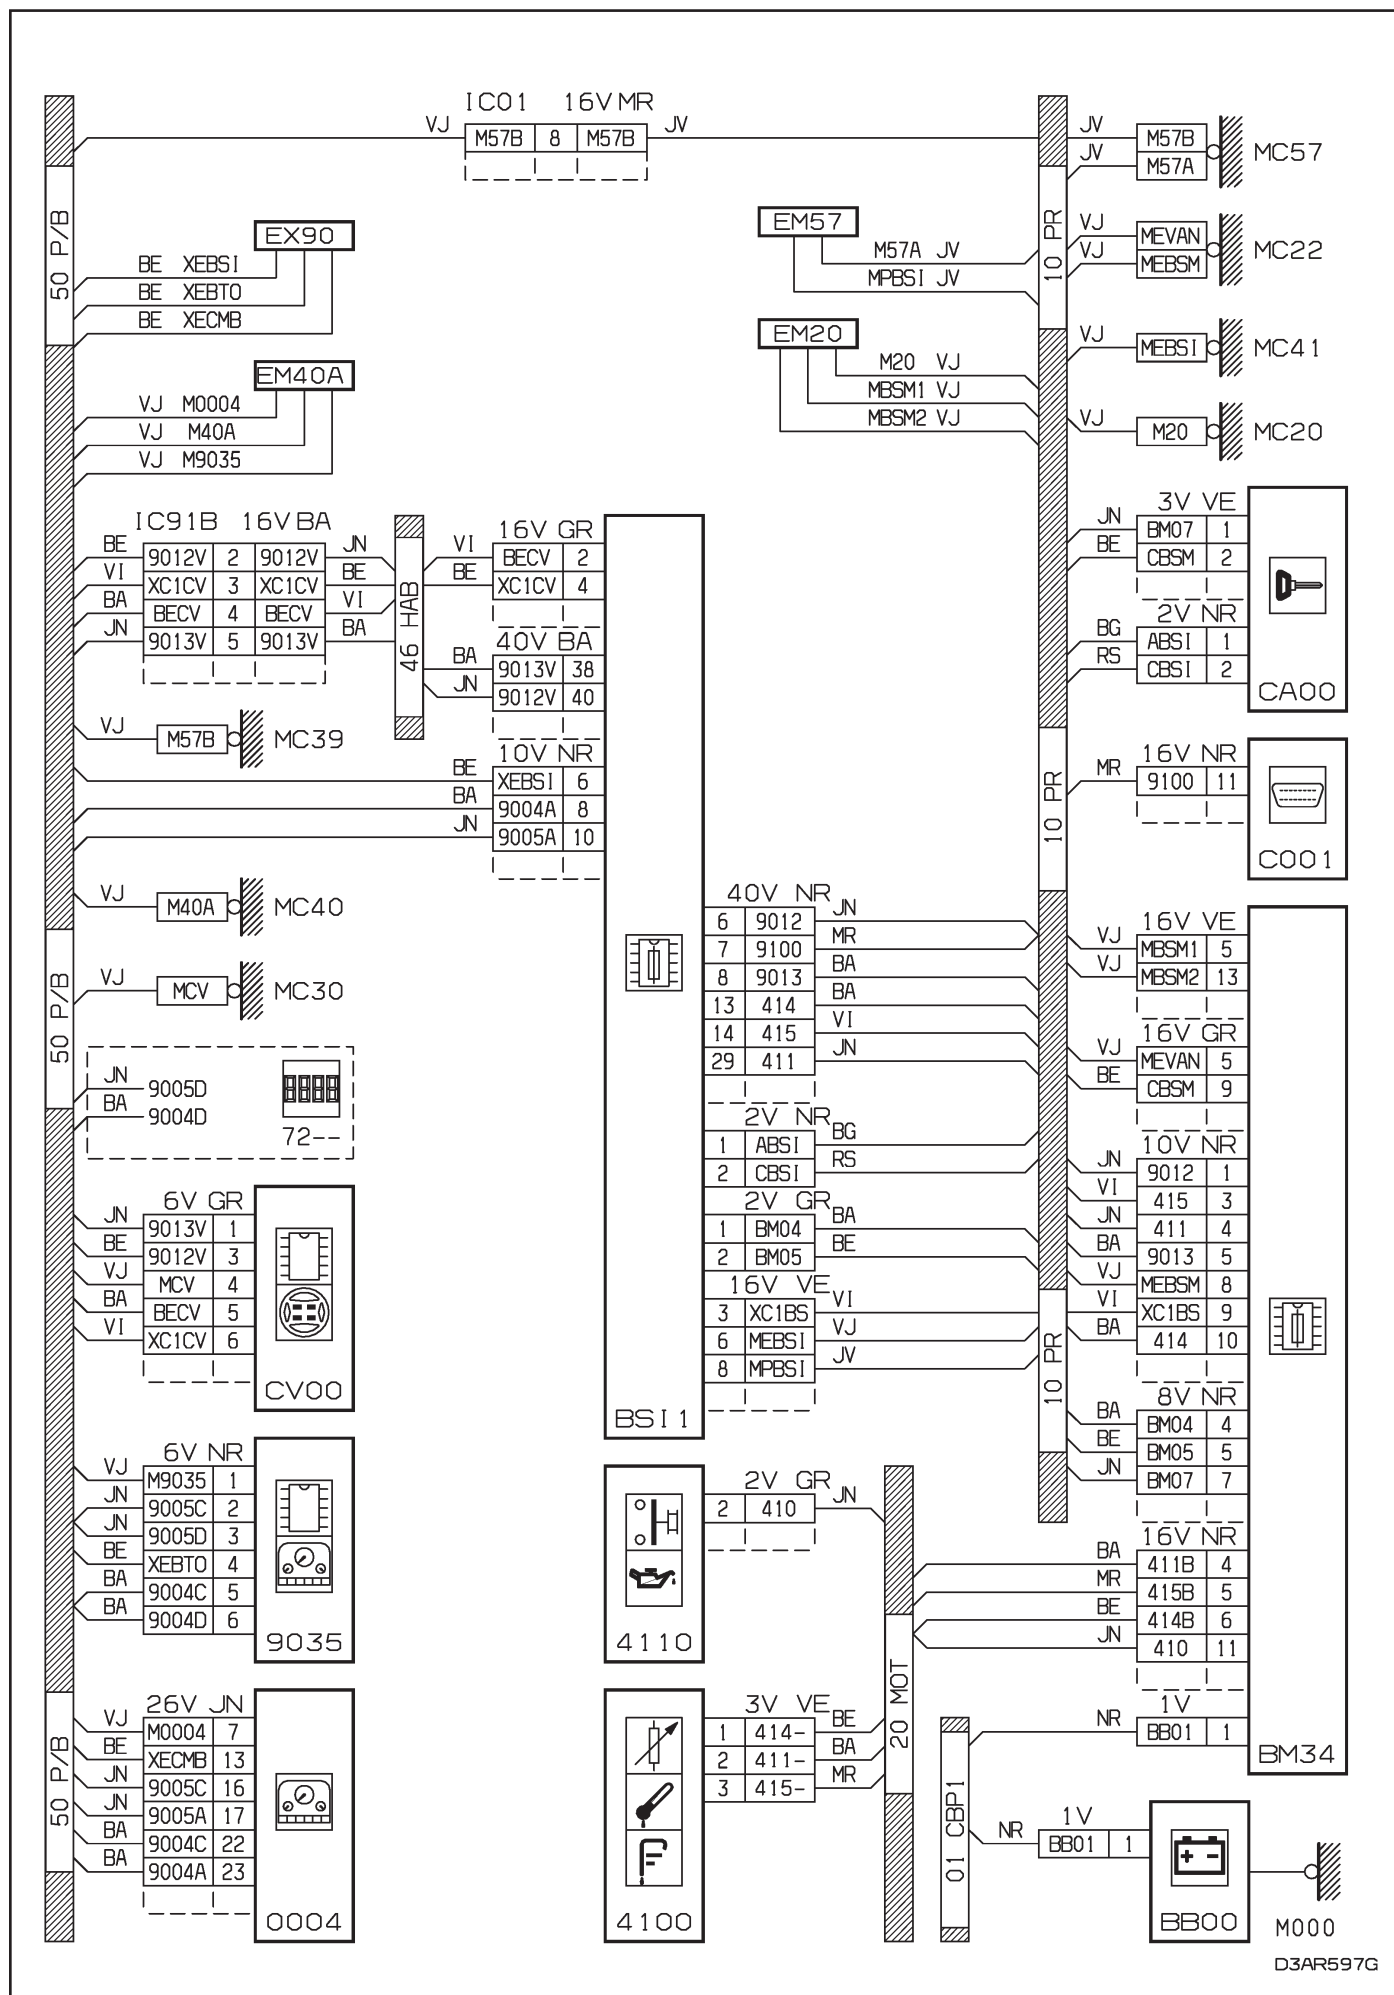 IC01 16V MR
VJ M57B 8 M57B JV
JV M57B
JV M57A
MC57
50 P/B
10 PR
EX90
BE XEBSI
BE XEBTO
BE XECMB
EM57
M57A JV
MPBSI JV
VJ MEVAN
VJ MEBSM
MC22
EM20
M20 VJ
MBSM1 VJ
MBSM2 VJ
VJ MEBSI MC41
VJ M20 MC20
EM40A
VJ M0004
VJ M40A
VJ M9035
IC91B 16V BA
BE 9012V 2 9012V JN
VI XC1CV 3 XC1CV BE
BA BECV 4 BECV VI
JN 9013V 5 9013V BA
46 HAB
16V GR
VI BECV 2
BE XC1CV 4
40V BA
BA 9013V 38
JN 9012V 40
10V NR
BE XEBSI 6
BA 9004A 8
JN 9005A 10
3V VE
JN BM07 1
BE CBSM 2
2V NR
BG ABSI 1
RS CBSI 2
CA00
VJ M57B MC39
10 PR
16V NR
MR 9100 11
C001
VJ M40A MC40
50 P/B
VJ MCV MC30
JN 9005D
BA 9004D
72--
40V NR
6 9012 JN
7 9100 MR
8 9013 BA
13 414 BA
14 415 VI
29 411 JN
2V NR
1 ABSI BG
2 CBSI RS
2V GR
1 BM04 BA
2 BM05 BE
16V VE
3 XC1BS VI
6 MEBSI VJ
8 MPBSI JV
BSI1
10 PR
16V VE
VJ MBSM1 5
VJ MBSM2 13
16V GR
VJ MEVAN 5
BE CBSM 9
10V NR
JN 9012 1
VI 415 3
JN 411 4
BA 9013 5
VJ MEBSM 8
VI XC1BS 9
BA 414 10
8V NR
BA BM04 4
BE BM05 5
JN BM07 7
16V NR
BA 411B 4
MR 415B 5
BE 414B 6
JN 410 11
1V
NR BB01 1
BM34
6V GR
JN 9013V 1
BE 9012V 3
VJ MCV 4
BA BECV 5
VI XC1CV 6
CV00
6V NR
VJ M9035 1
JN 9005C 2
JN 9005D 3
BE XEBTO 4
BA 9004C 5
BA 9004D 6
9035
2V GR
2 410 JN
4110
20 MOT
50 P/B
26V JN
VJ M0004 7
BE XECMB 13
JN 9005C 16
JN 9005A 17
BA 9004C 22
BA 9004A 23
0004
3V VE
1 414- BE
2 411- BA
3 415- MR
4100
01 CBP1
1V
NR BB01 1
+ -
BB00
M000
D3AR597G